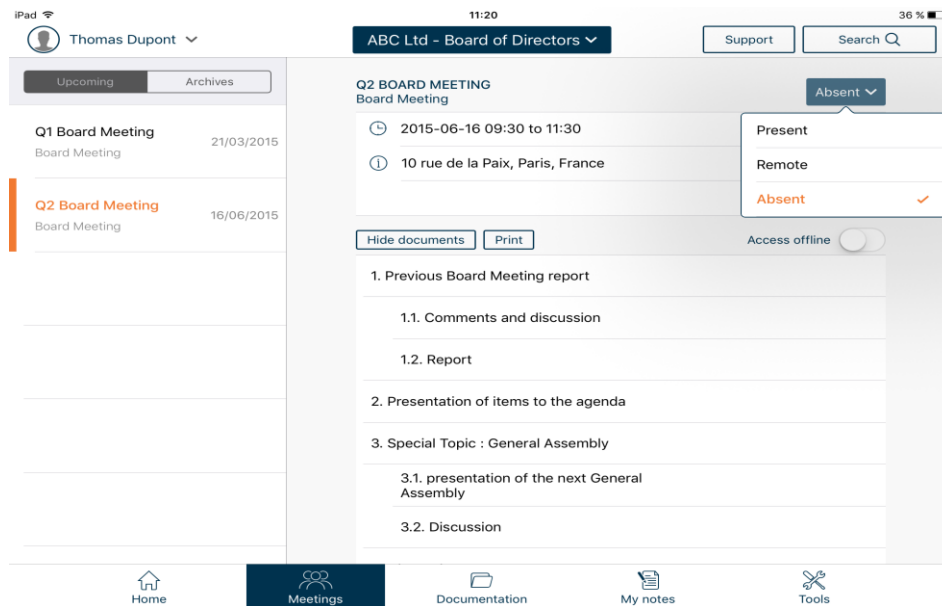 iPad
11:20
36 %
Thomas Dupont
ABC Ltd - Board of Directors
Support
Search
Upcoming
Archives
Q1 Board Meeting
21/03/2015
Board Meeting
Q2 Board Meeting
16/06/2015
Board Meeting
Q2 BOARD MEETING
Board Meeting
Absent
2015-06-16 09:30 to 11:30
10 rue de la Paix, Paris, France
Present
Remote
Absent
Hide documents
Print
Access offline
1. Previous Board Meeting report
1.1. Comments and discussion
1.2. Report
2. Presentation of items to the agenda
3. Special Topic : General Assembly
3.1. presentation of the next General
Assembly
3.2. Discussion
Home
Meetings
Documentation
My notes
Tools